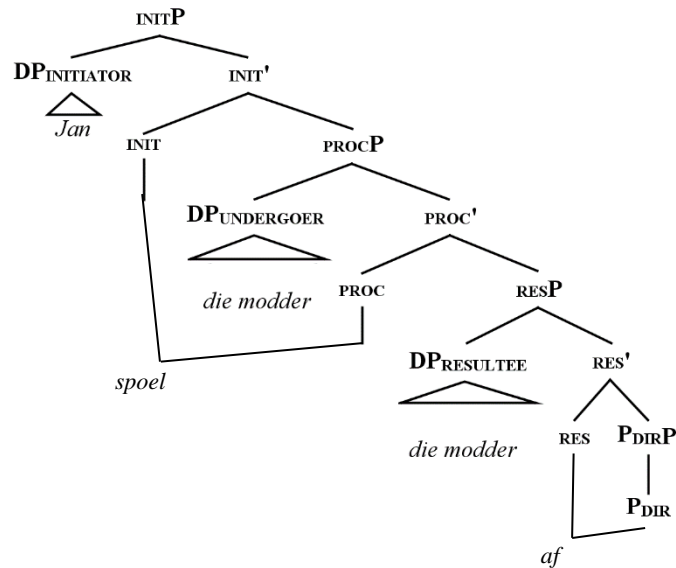 INITP
DPINITIATOR INIT'
Jan
INIT PROCP
DPUNDERGOER PROC'
die modder PROC RESP
DPRESULTEE RES'
spoel
die modder RES PDIRP
PDIR
af